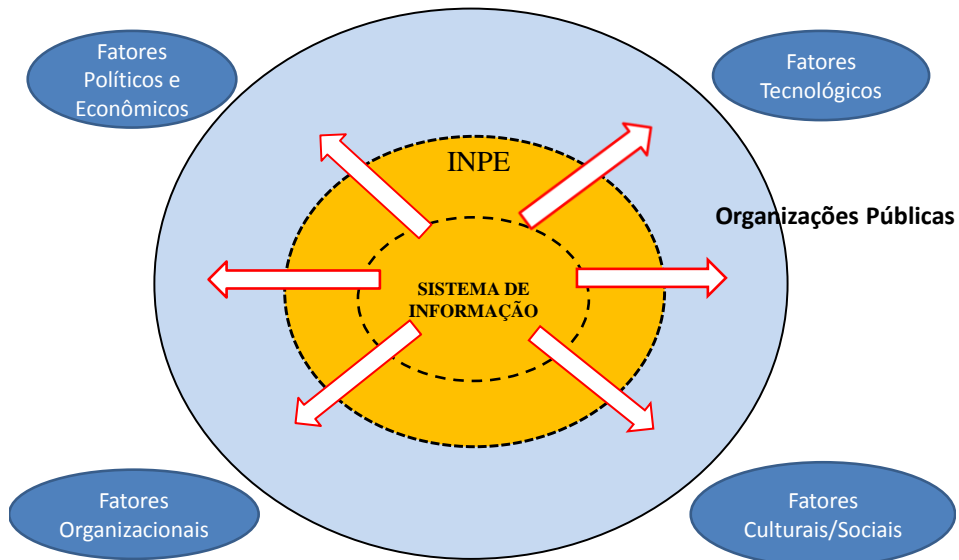 Fatores
Políticos e
Econômicos
Fatores
Tecnológicos
INPE
Organizações Públicas
SISTEMA DE
INFORMAÇÃO
Fatores
Organizacionais
Fatores
Culturais/Sociais